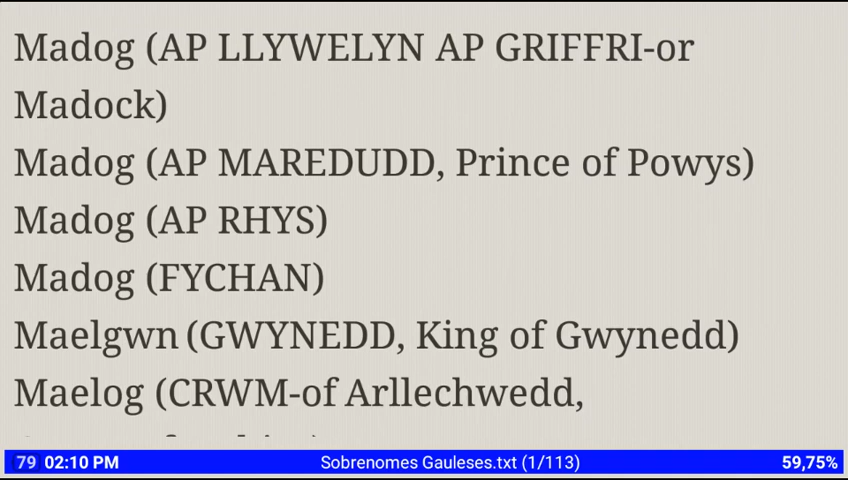 Madog (AP LLYWELYN AP GRIFFRI-or
Madock)
Madog (AP MAREDUDD, Prince of Powys)
Madog (AP RHYS)
Madog (FYCHAN)
Maelgwn (GWYNEDD, King of Gwynedd)
Maelog (CRWM-of Arllechwedd,
79 02:10 PM Sobrenomes Gauleses.txt (1/113) 59,75%